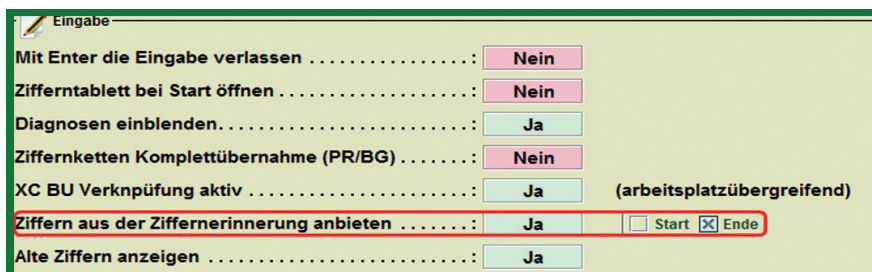 Eingabe
Mit Enter die Eingabe verlassen ................: Nein
Zifferntablett bei Start öffnen ...................: Nein
Diagnosen einblenden.........................: Ja
Ziffernketten Komplettübernahme (PR/BG) .......: Nein
XC BU Verknpüfung aktiv ......................: Ja (arbeitsplatzübergreifend)
Ziffern aus der Ziffernerinnerung anbieten .......: Ja Start Ende
Alte Ziffern anzeigen ..........................: Ja